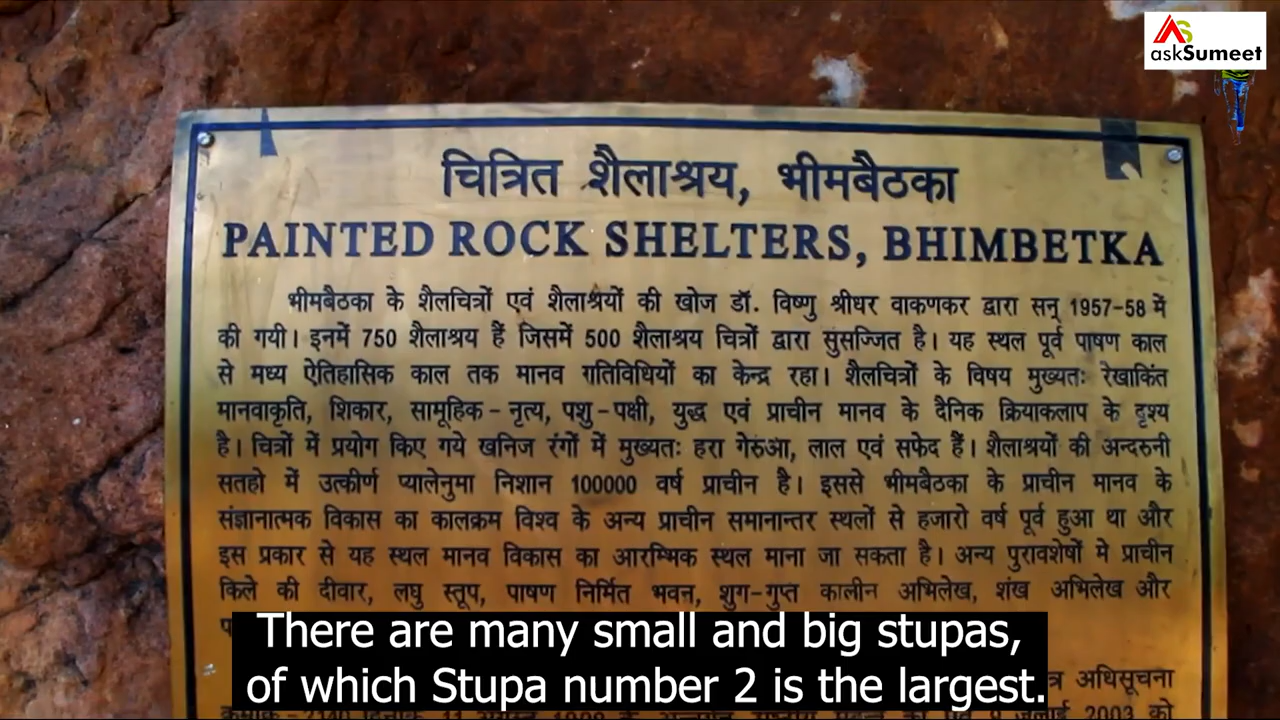 askSumeet
चित्रित शैलाश्रय, भीमबैठका
PAINTED ROCK SHELTERS, BHIMBETKA
भीमबैठका के शैलचित्रों एवं शैलाश्रयों की खोज डॉ. विष्णु श्रीधर वाकणकर द्वारा सन् 1957-58 में
की गयी। इनमें 750 शैलाश्रय हैं जिसमें 500 शैलाश्रय चित्रों द्वारा सुसज्जित है। यह स्थल पूर्व पाषण काल
से मध्य ऐतिहासिक काल तक मानव गतिविधियों का केन्द्र रहा। शैलचित्रों के विषय मुख्यतः रेखाकिंत
मानवाकृति, शिकार, सामूहिक - नृत्य, पशु - पक्षी, युद्ध एवं प्राचीन मानव के दैनिक क्रियाकलाप के दृश्य
है। चित्रों में प्रयोग किए गये खनिज रंगों में मुख्यतः हरा गेरुआ, लाल एवं सफेद हैं। शैलाश्रयों की अन्दरुनी
सतहो में उत्कीर्ण प्यालेनुमा निशान 100000 वर्ष प्राचीन है। इससे भीमबैठका के प्राचीन मानव के
संज्ञानात्मक विकास का कालक्रम विश्व के अन्य प्राचीन समानान्तर स्थलों से हजारो वर्ष पूर्व हुआ था और
इस प्रकार से यह स्थल मानव विकास का आरम्भिक स्थल माना जा सकता है। अन्य पुरावशेषों मे प्राचीन
किले की दीवार, लघु स्तूप, पाषण निर्मित भवन, शुग-गुप्त कालीन अभिलेख, शंख अभिलेख और
There are many small and big stupas,
of which Stupa number 2 is the largest.
अधिसूचना
2003 को